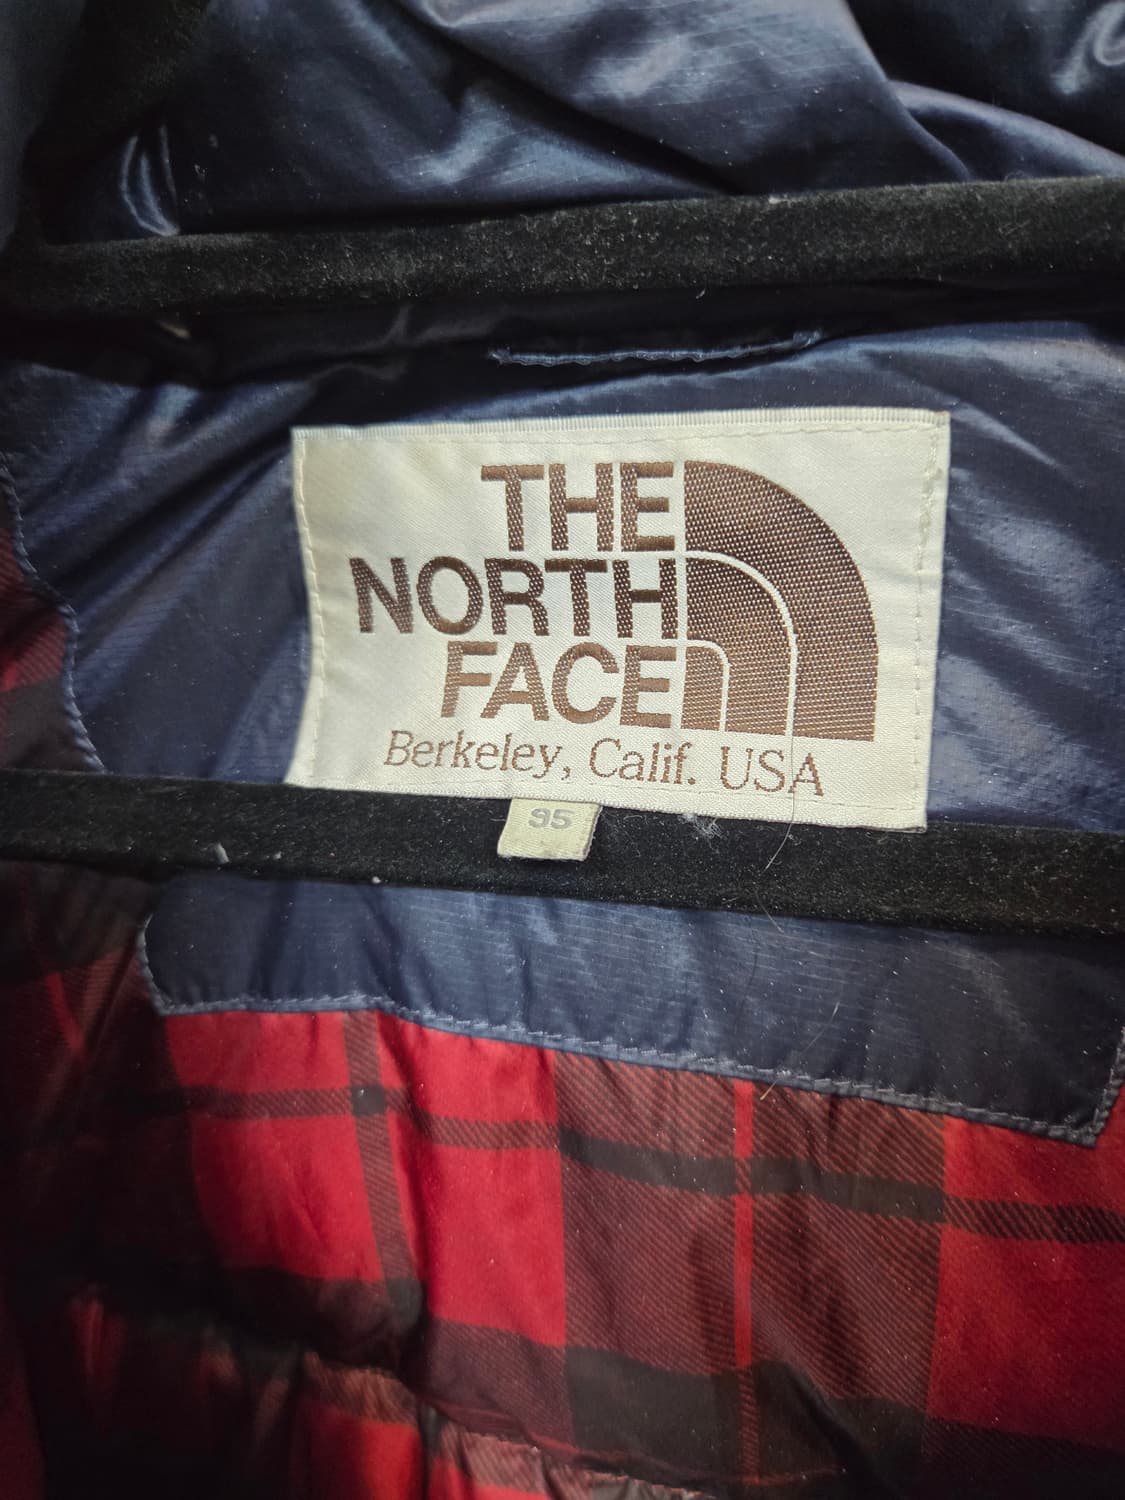 THE
NORTH
FACE
Berkeley, Calif. USA
95